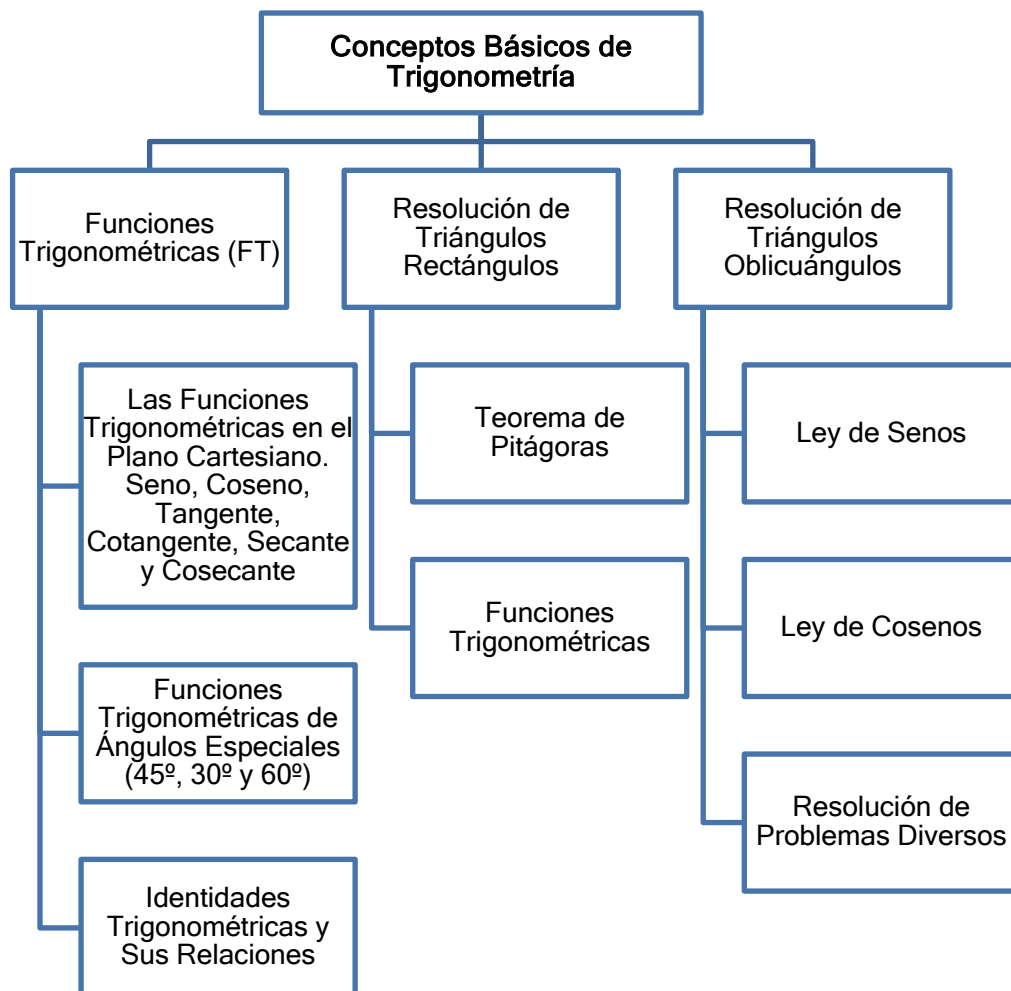 Conceptos Básicos de
Trigonometría
Funciones
Trigonométricas (FT)
Las Funciones
Trigonométricas en el
Plano Cartesiano.
Seno, Coseno,
Tangente,
Cotangente, Secante
y Cosecante
Funciones
Trigonométricas de
Ángulos Especiales
(45º, 30º y 60º)
Identidades
Trigonométricas y
Sus Relaciones
Resolución de
Triángulos
Rectángulos
Teorema de
Pitágoras
Funciones
Trigonométricas
Resolución de
Triángulos
Oblicuángulos
Ley de Senos
Ley de Cosenos
Resolución de
Problemas Diversos